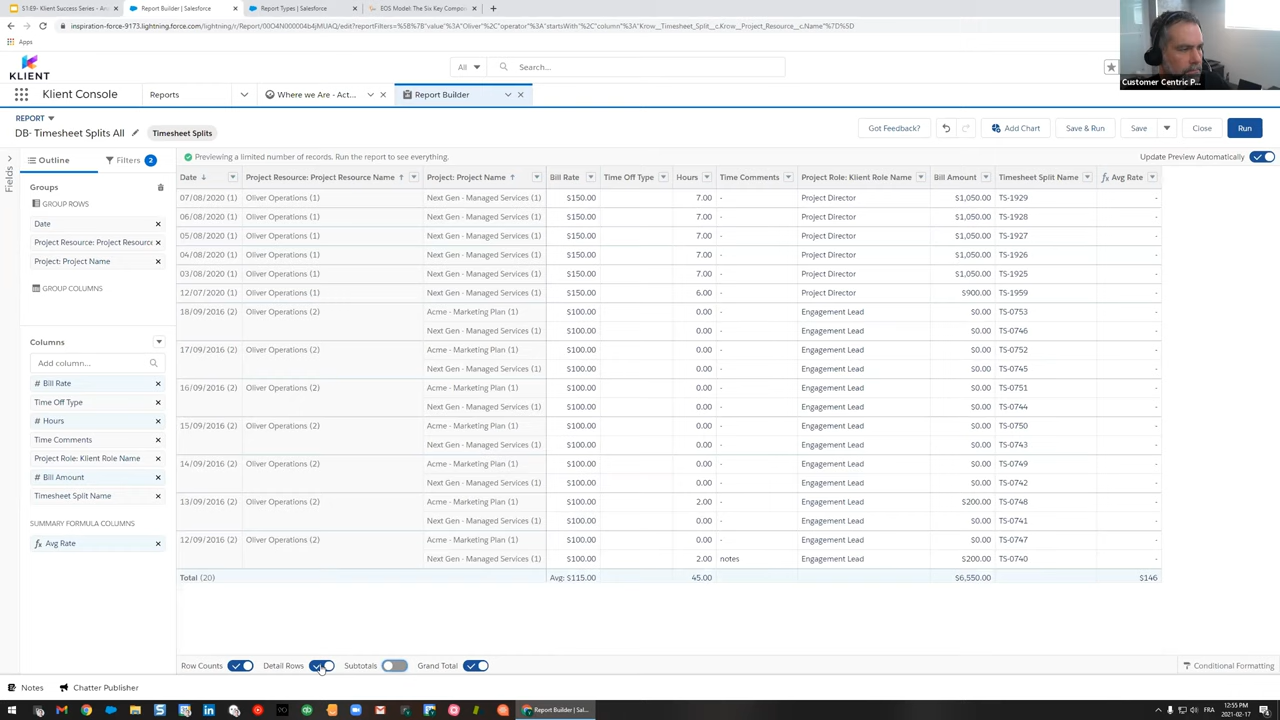 S1:E9- Klient Success Series - An
Report Builder | Salesforce
Report Types | Salesforce
EOS Model: The Six Key Compo
inspiration-force-9173.lightning.force.com/lightning/r/Report/00O4N000004b4jMUAQ/edit?reportFilters=%5B%7B"value"%3A"Oliver"%2C"operator"%3A"startsWith"%2C"column"%3A"Krow__Timesheet_Split__c.Krow__Project_Resource__c.Name"%7D%5D
Apps
KLIENT
All
Search...
Customer Centric P...
Klient Console
Reports
Where we Are - Act...
Report Builder
REPORT
DB- Timesheet Splits All
Timesheet Splits
Got Feedback?
Add Chart
Save & Run
Save
Close
Run
Fields
Outline
Filters 2
Previewing a limited number of records. Run the report to see everything.
Update Preview Automatically
Groups
GROUP ROWS
Date
Project Resource: Project Resource
Project: Project Name
GROUP COLUMNS
Columns
Add column...
# Bill Rate
Time Off Type
# Hours
Time Comments
Project Role: Klient Role Name
# Bill Amount
Timesheet Split Name
SUMMARY FORMULA COLUMNS
fx Avg Rate
Date Project Resource: Project Resource Name Project: Project Name Bill Rate Time Off Type Hours Time Comments Project Role: Klient Role Name Bill Amount Timesheet Split Name fx Avg Rate
07/08/2020 (1) Oliver Operations (1) Next Gen - Managed Services (1) $150.00 7.00 - Project Director $1,050.00 TS-1929 -
06/08/2020 (1) Oliver Operations (1) Next Gen - Managed Services (1) $150.00 7.00 - Project Director $1,050.00 TS-1928 -
05/08/2020 (1) Oliver Operations (1) Next Gen - Managed Services (1) $150.00 7.00 - Project Director $1,050.00 TS-1927 -
04/08/2020 (1) Oliver Operations (1) Next Gen - Managed Services (1) $150.00 7.00 - Project Director $1,050.00 TS-1926 -
03/08/2020 (1) Oliver Operations (1) Next Gen - Managed Services (1) $150.00 7.00 - Project Director $1,050.00 TS-1925 -
12/07/2020 (1) Oliver Operations (1) Next Gen - Managed Services (1) $150.00 6.00 - Project Director $900.00 TS-1959 -
18/09/2016 (2) Oliver Operations (2) Acme - Marketing Plan (1) $100.00 0.00 - Engagement Lead $0.00 TS-0753 -
Next Gen - Managed Services (1) $100.00 0.00 - Engagement Lead $0.00 TS-0746 -
17/09/2016 (2) Oliver Operations (2) Acme - Marketing Plan (1) $100.00 0.00 - Engagement Lead $0.00 TS-0752 -
Next Gen - Managed Services (1) $100.00 0.00 - Engagement Lead $0.00 TS-0745 -
16/09/2016 (2) Oliver Operations (2) Acme - Marketing Plan (1) $100.00 0.00 - Engagement Lead $0.00 TS-0751 -
Next Gen - Managed Services (1) $100.00 0.00 - Engagement Lead $0.00 TS-0744 -
15/09/2016 (2) Oliver Operations (2) Acme - Marketing Plan (1) $100.00 0.00 - Engagement Lead $0.00 TS-0750 -
Next Gen - Managed Services (1) $100.00 0.00 - Engagement Lead $0.00 TS-0743 -
14/09/2016 (2) Oliver Operations (2) Acme - Marketing Plan (1) $100.00 0.00 - Engagement Lead $0.00 TS-0749 -
Next Gen - Managed Services (1) $100.00 0.00 - Engagement Lead $0.00 TS-0742 -
13/09/2016 (2) Oliver Operations (2) Acme - Marketing Plan (1) $100.00 2.00 - Engagement Lead $200.00 TS-0748 -
Next Gen - Managed Services (1) $100.00 0.00 - Engagement Lead $0.00 TS-0741 -
12/09/2016 (2) Oliver Operations (2) Acme - Marketing Plan (1) $100.00 0.00 - Engagement Lead $0.00 TS-0747 -
Next Gen - Managed Services (1) $100.00 2.00 notes Engagement Lead $200.00 TS-0740 -
Total (20) Avg: $115.00 45.00 $6,550.00 $146
Row Counts
Detail Rows
Subtotals
Grand Total
Conditional Formatting
Notes
Chatter Publisher
Report Builder | Sal...
FRA
12:55 PM
2021-02-17